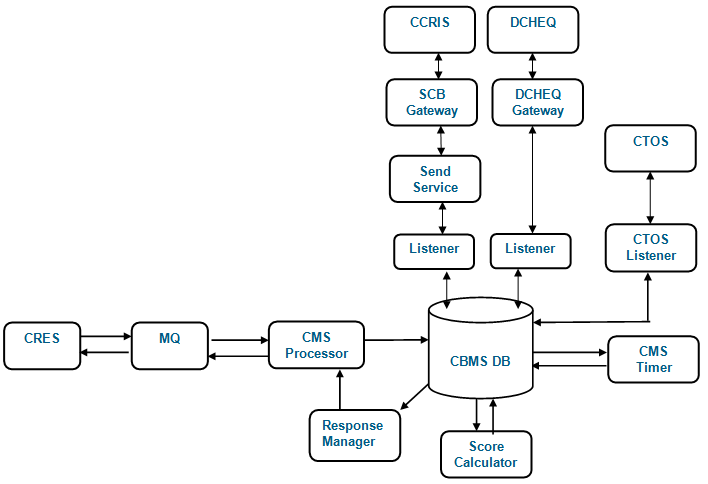 CCRIS
DCHEQ
SCB
Gateway
DCHEQ
Gateway
CTOS
Send
Service
Listener
Listener
CTOS
Listener
CRES
MQ
CMS
Processor
CBMS DB
CMS
Timer
Response
Manager
Score
Calculator